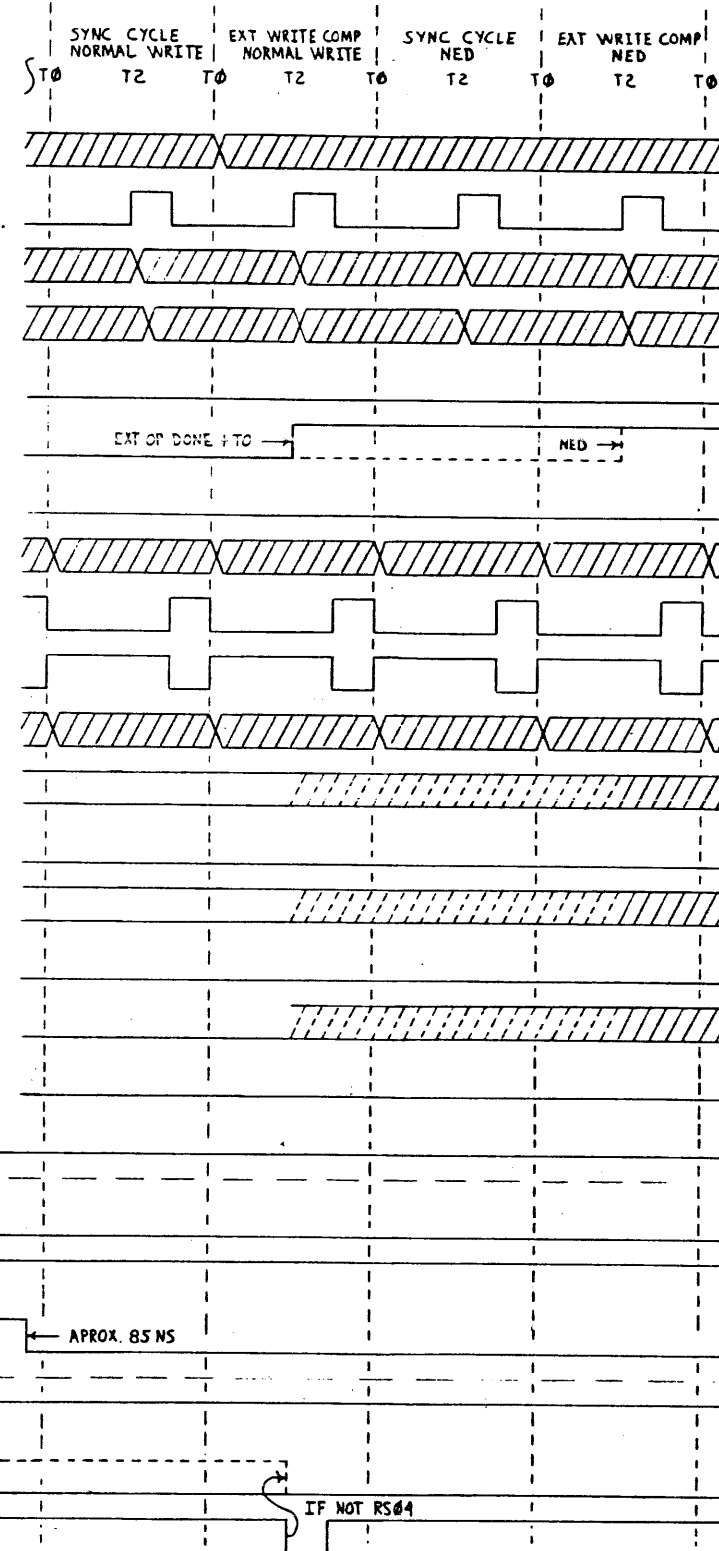 SYNC CYCLE EXT WRITE COMP SYNC CYCLE EXT WRITE COMP
NORMAL WRITE NORMAL WRITE NED NED
TØ T2 TØ T2 TØ T2 TØ T2 TØ
EXT OP DONE + TO
NED
APROX. 85 NS
IF NOT RSØ4